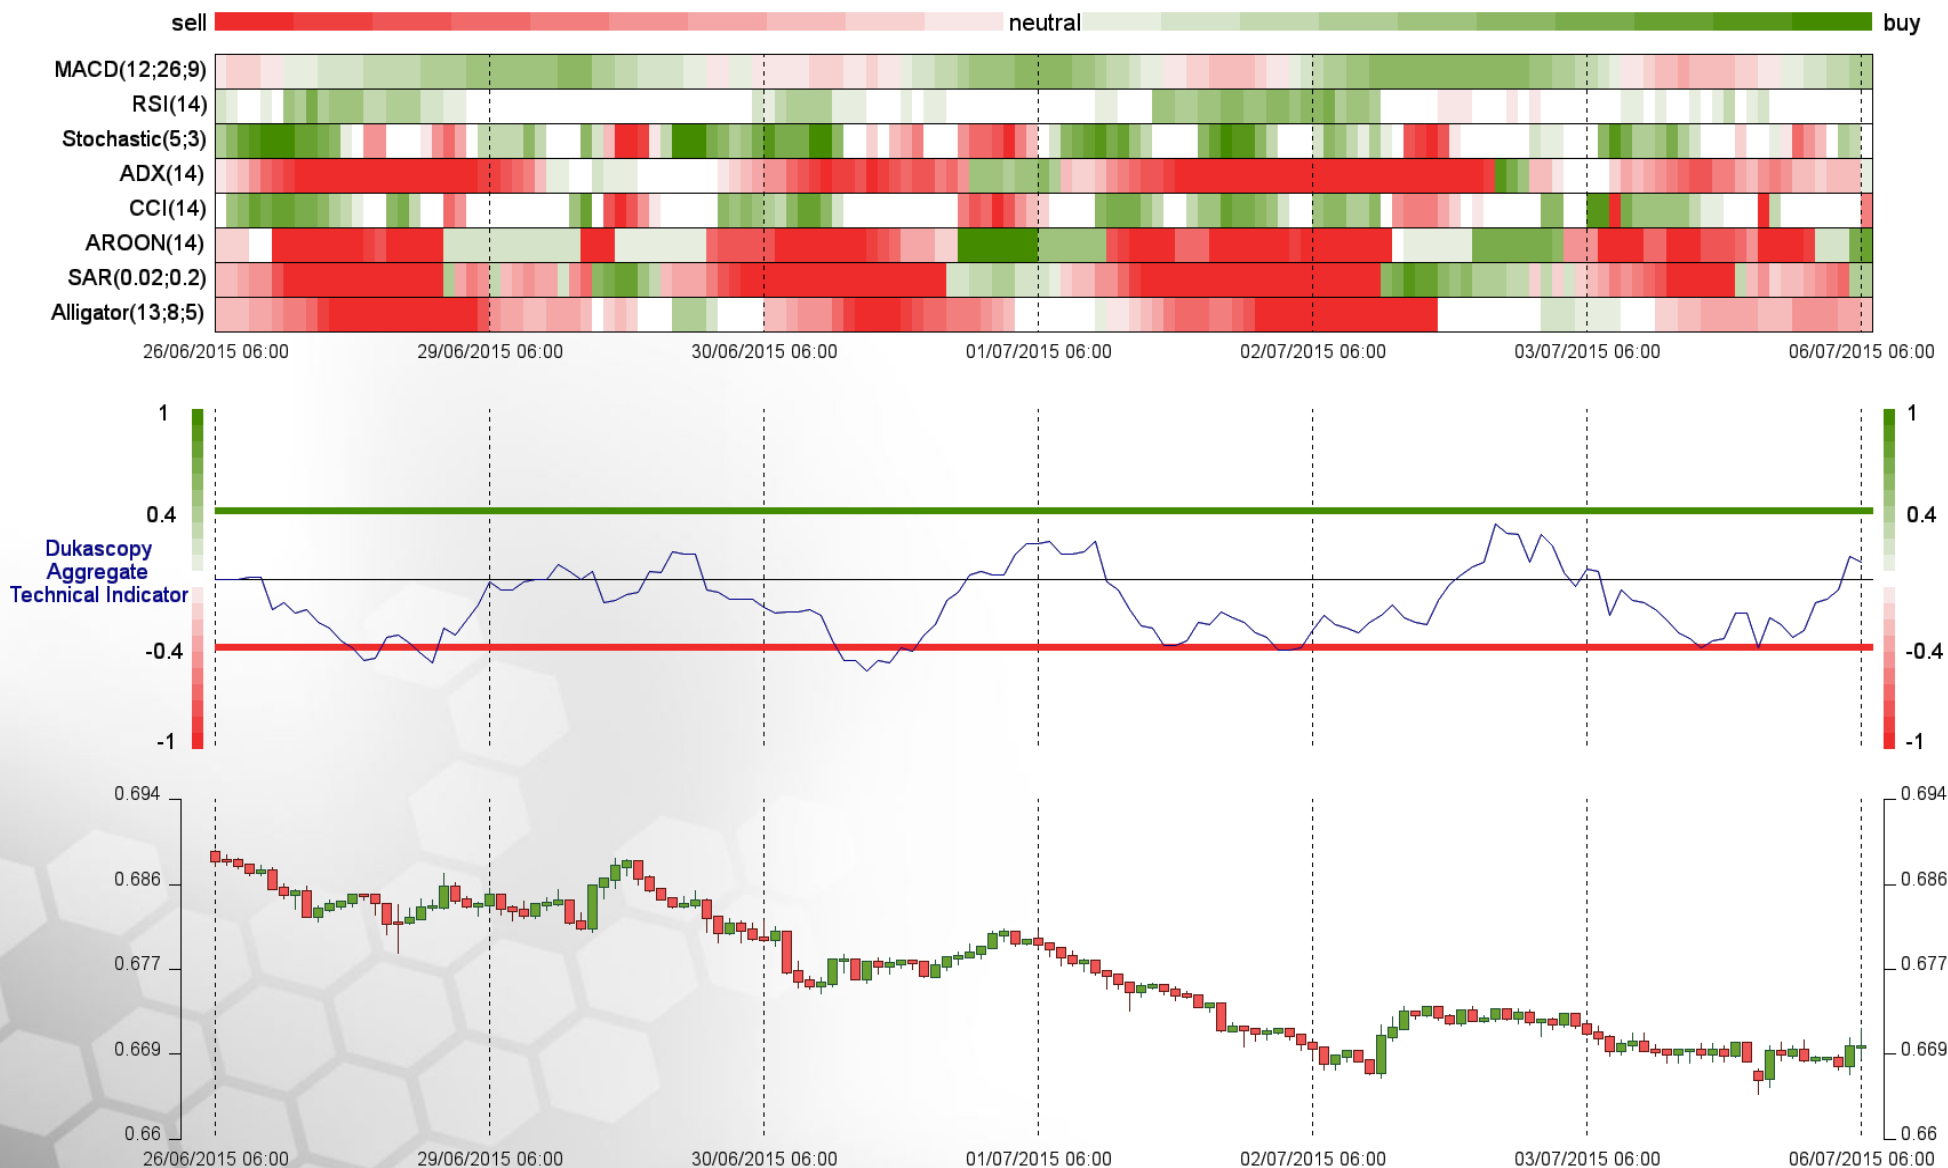 sell neutral buy
MACD(12;26;9)
RSI(14)
Stochastic(5;3)
ADX(14)
CCI(14)
AROON(14)
SAR(0.02;0.2)
Alligator(13;8;5)
26/06/2015 06:00 29/06/2015 06:00 30/06/2015 06:00 01/07/2015 06:00 02/07/2015 06:00 03/07/2015 06:00 06/07/2015 06:00
1 1
0.4 0.4
Dukascopy
Aggregate
Technical Indicator
-0.4 -0.4
-1 -1
0.694 0.694
0.686 0.686
0.677 0.677
0.669 0.669
0.66 0.66
26/06/2015 06:00 29/06/2015 06:00 30/06/2015 06:00 01/07/2015 06:00 02/07/2015 06:00 03/07/2015 06:00 06/07/2015 06:00